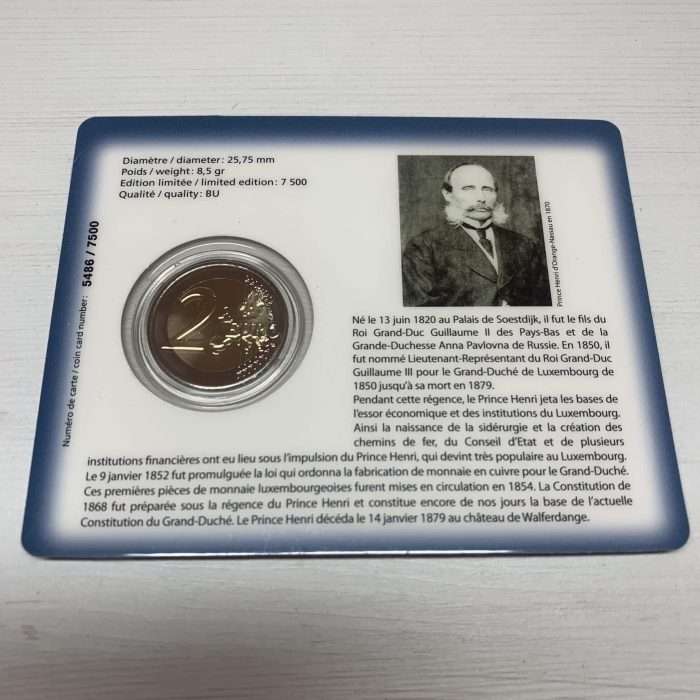 Diamètre / diameter: 25,75 mm
Poids / weight: 8,5 gr
Edition limitée / limited edition: 7 500
Qualité / quality: BU
Numéro de carte / coin card number: 5486 / 7500
2
Prince Henri d'Orange-Nassau en 1870
Né le 13 juin 1820 au Palais de Soestdijk, il fut le fils du
Roi Grand-Duc Guillaume II des Pays-Bas et de la
Grande-Duchesse Anna Pavlovna de Russie. En 1850, il
fut nommé Lieutenant-Représentant du Roi Grand-Duc
Guillaume III pour le Grand-Duché de Luxembourg de
1850 jusqu'à sa mort en 1879.
Pendant cette régence, le Prince Henri jeta les bases de
l'essor économique et des institutions du Luxembourg.
Ainsi la naissance de la sidérurgie et la création des
chemins de fer, du Conseil d'Etat et de plusieurs
institutions financières ont eu lieu sous l'impulsion du Prince Henri, qui devint très populaire au Luxembourg.
Le 9 janvier 1852 fut promulguée la loi qui ordonna la fabrication de monnaie en cuivre pour le Grand-Duché.
Ces premières pièces de monnaie luxembourgeoises furent mises en circulation en 1854. La Constitution de
1868 fut préparée sous la régence du Prince Henri et constitue encore de nos jours la base de l'actuelle
Constitution du Grand-Duché. Le Prince Henri décéda le 14 janvier 1879 au château de Walferdange.